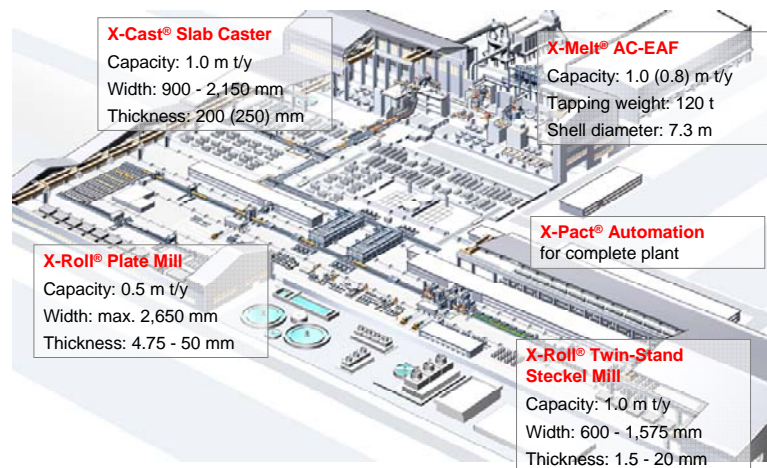 X-Cast® Slab Caster
Capacity: 1.0 m t/y
Width: 900 - 2,150 mm
Thickness: 200 (250) mm
X-Melt® AC-EAF
Capacity: 1.0 (0.8) m t/y
Tapping weight: 120 t
Shell diameter: 7.3 m
X-Pact® Automation
for complete plant
X-Roll® Plate Mill
Capacity: 0.5 m t/y
Width: max. 2,650 mm
Thickness: 4.75 - 50 mm
X-Roll® Twin-Stand
Steckel Mill
Capacity: 1.0 m t/y
Width: 600 - 1,575 mm
Thickness: 1.5 - 20 mm